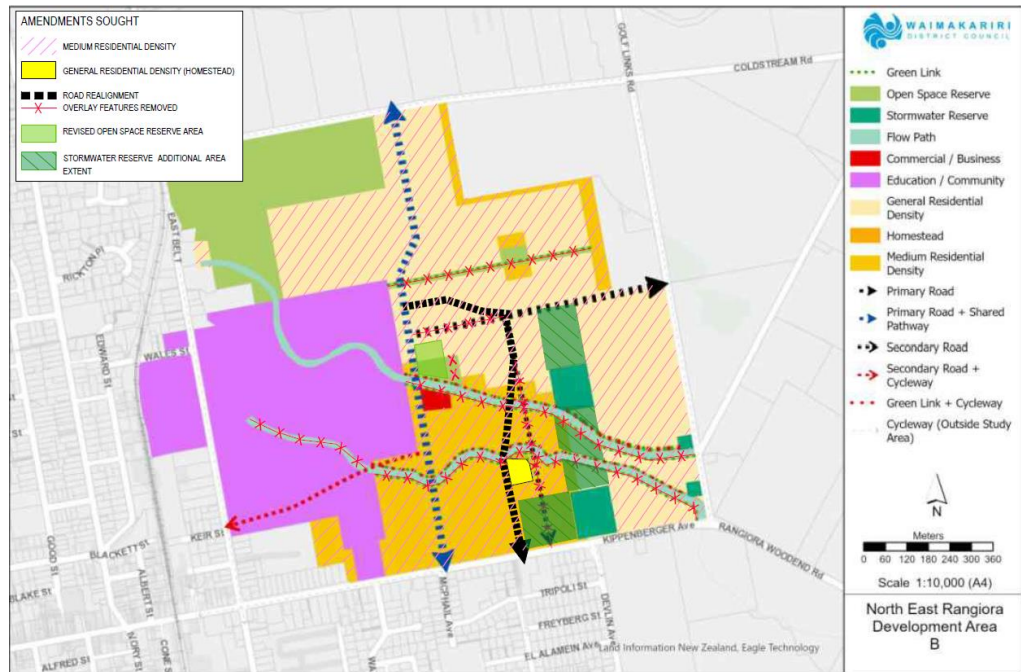 AMENDMENTS SOUGHT
MEDIUM RESIDENTIAL DENSITY
GENERAL RESIDENTIAL DENSITY (HOMESTEAD)
ROAD REALIGNMENT
OVERLAY FEATURES REMOVED
REVISED OPEN SPACE RESERVE AREA
STORMWATER RESERVE ADDITIONAL AREA
EXTENT
GOLF LINKS RD
COLDSTREAM Rd
EAST BELT
RICKTON Pl
EDWARD ST
WALES ST
KEIR ST
GOOD ST
BLACKETT ST
BLAKE ST
ALBERT St
IVORY St
CONE St
ALFRED St
MCPHAIL Ave
KIPPENBERGER Ave
RANGIORA WOODEND Rd
TRIPOLI St
FREYBERG St
DEVLIN Ave
EL ALAMEIN Ave
Land Information New Zealand, Eagle Technology
WAIMAKARIRI
DISTRICT COUNCIL
Green Link
Open Space Reserve
Stormwater Reserve
Flow Path
Commercial / Business
Education / Community
General Residential
Density
Homestead
Medium Residential
Density
Primary Road
Primary Road + Shared
Pathway
Secondary Road
Secondary Road +
Cycleway
Green Link + Cycleway
Cycleway (Outside Study
Area)
N
Meters
0 60 120 180 240 300 360
Scale 1:10,000 (A4)
North East Rangiora
Development Area
B